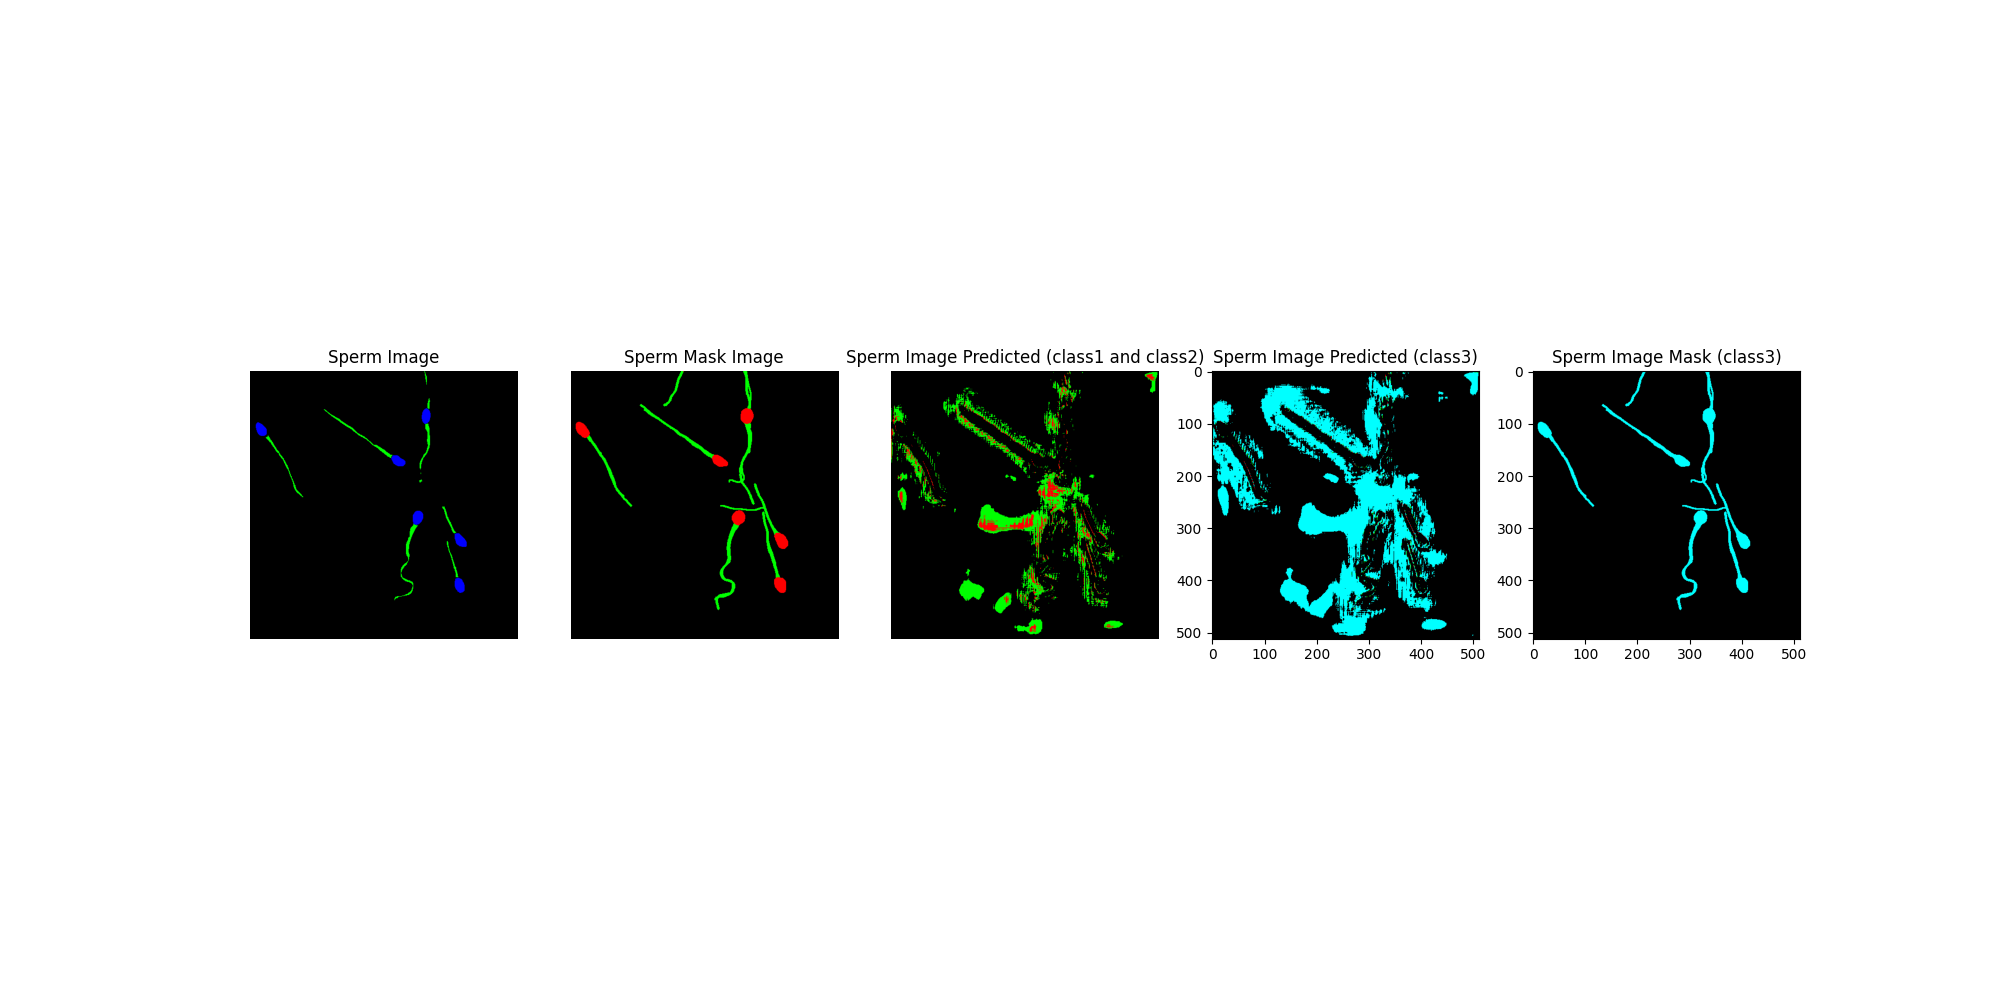 Sperm Image
Sperm Mask Image
Sperm Image Predicted (class1 and class2)
Sperm Image Predicted (class3)
Sperm Image Mask (class3)
0
100
200
300
400
500
0 100 200 300 400 500
0
100
200
300
400
500
0 100 200 300 400 500